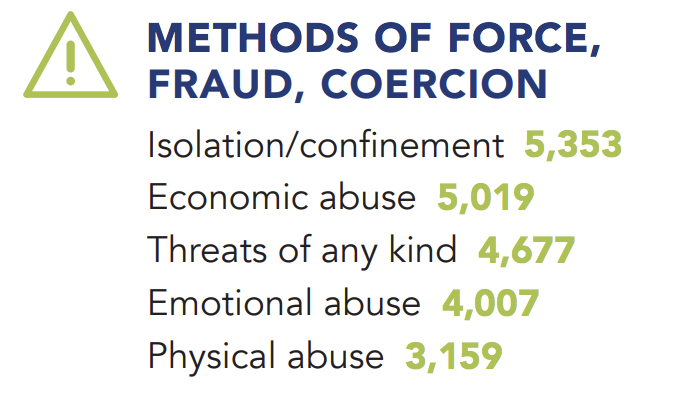 METHODS OF FORCE,
FRAUD, COERCION
Isolation/confinement 5,353
Economic abuse 5,019
Threats of any kind 4,677
Emotional abuse 4,007
Physical abuse 3,159